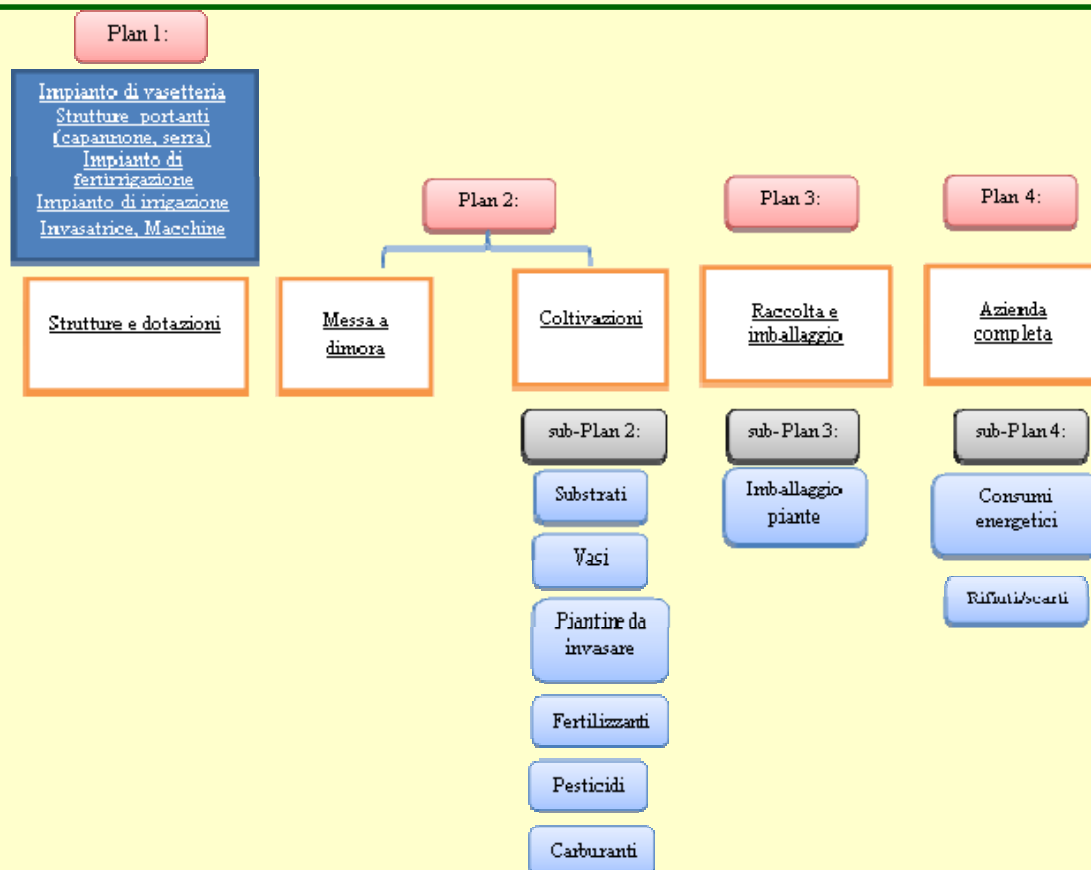 Plan 1:
Impianto di vasetteria
Strutture portanti
(capannone, serra)
Impianto di
fertirrigazione
Impianto di irrigazione
Invasatrice, Macchine
Strutture e dotazioni
Plan 2:
Messa a
dimora
Coltivazioni
sub-Plan 2:
Substrati
Vasi
Piantine da
invasare
Fertilizzanti
Pesticidi
Carburanti
Plan 3:
Raccolta e
imballaggio
sub-Plan 3:
Imballaggio
piante
Plan 4:
Azienda
completa
sub-Plan 4:
Consumi
energetici
Rifiuti/scarti